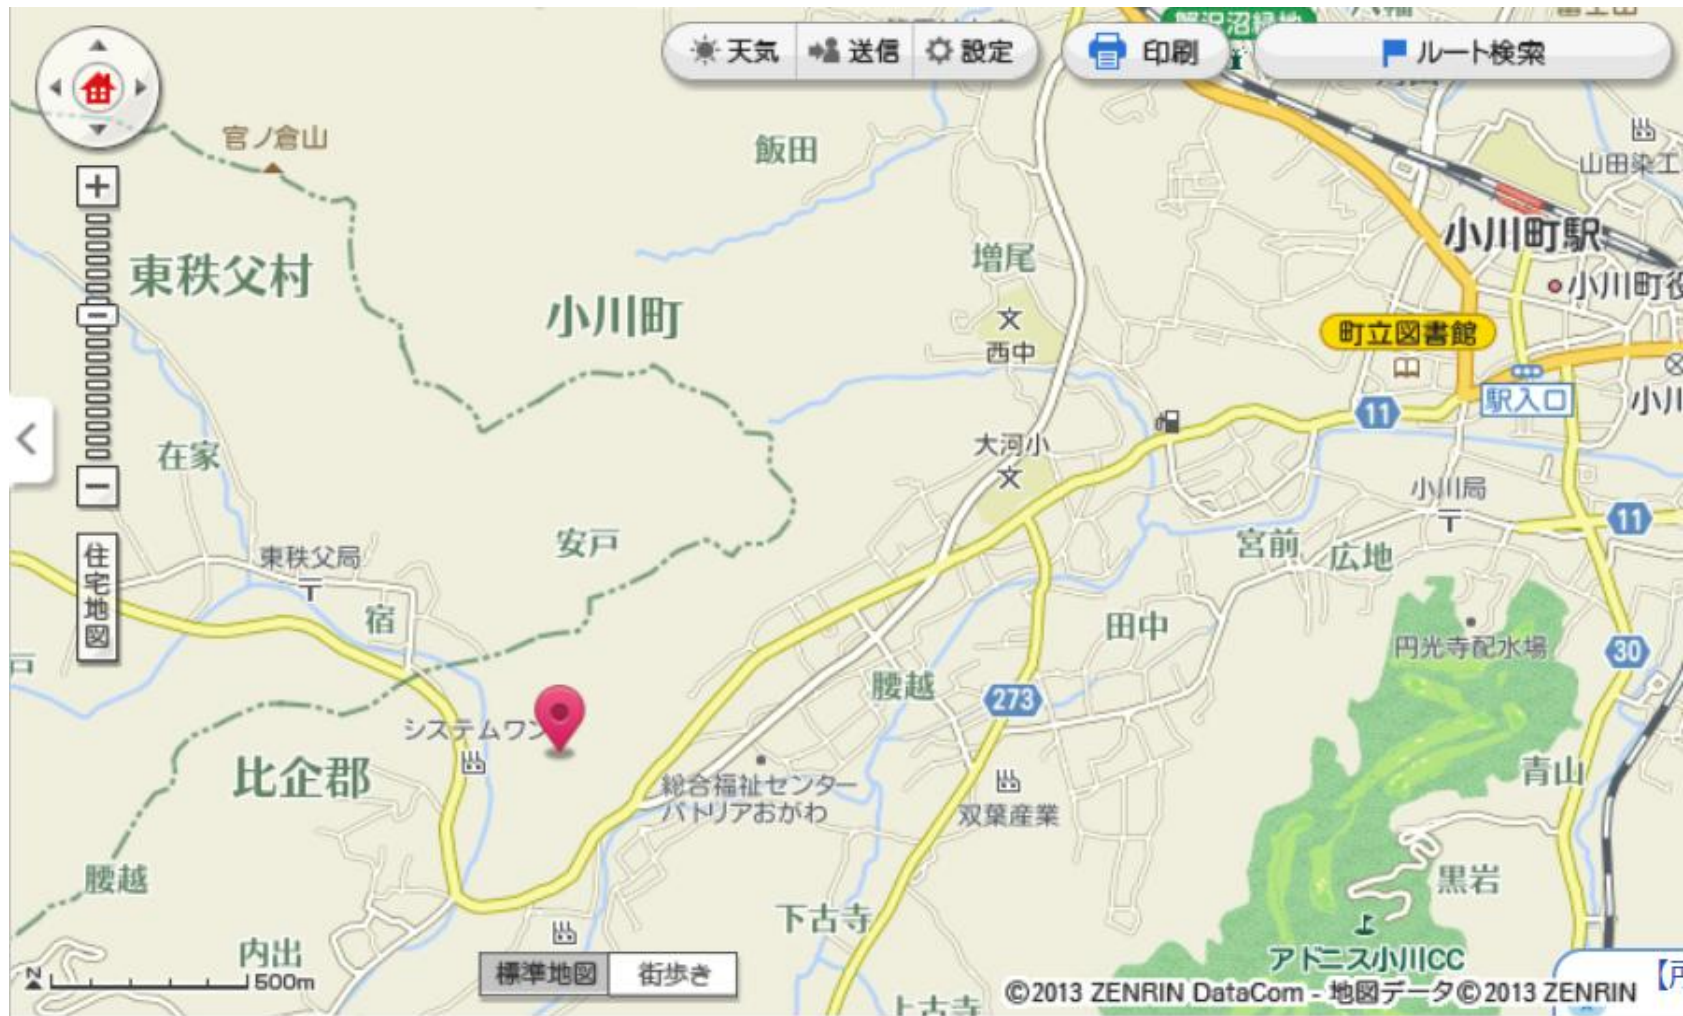 天気
送信
設定
印刷
ルート検索
官ノ倉山
飯田
山田染工
小川町駅
増尾
東秩父村
小川町
小川町役
西中
町立図書館
駅入口
11
大河小
在家
小川局
11
安戸
宮前
広地
東秩父局
住宅地図
宿
田中
円光寺配水場
30
腰越
273
システムワン
比企郡
総合福祉センター
パトリアおがわ
双葉産業
青山
腰越
黒岩
下古寺
内出
アドニス小川CC
500m
標準地図
街歩き
上古寺
©2013 ZENRIN DataCom - 地図データ©2013 ZENRIN